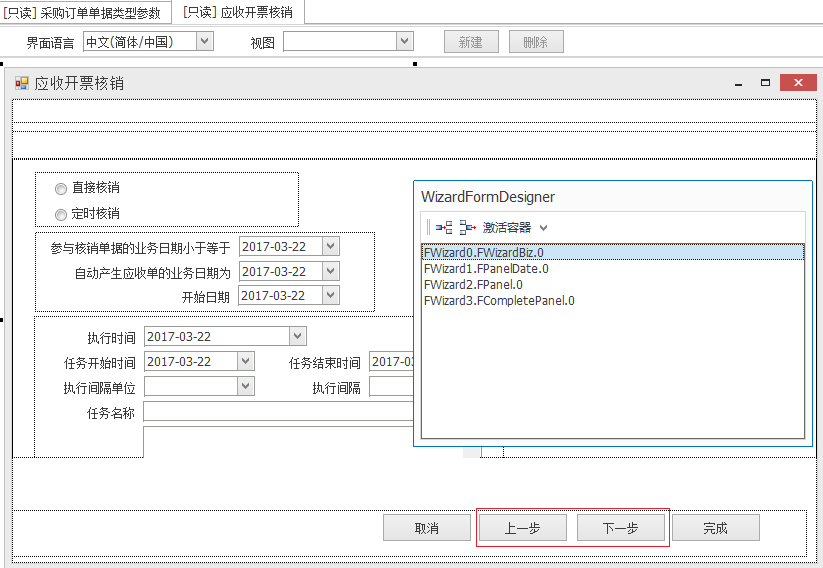 [只读] 采购订单单据类型参数 [只读] 应收开票核销
界面语言 中文(简体/中国) 视图 新建 删除
应收开票核销
直接核销
定时核销
参与核销单据的业务日期小于等于 2017-03-22
自动产生应收单的业务日期为 2017-03-22
开始日期 2017-03-22
执行时间 2017-03-22
任务开始时间 2017-03-22 任务结束时间 2017-03
执行间隔单位 执行间隔
任务名称
WizardFormDesigner
激活容器
FWizard0.FWizardBiz.0
FWizard1.FPanelDate.0
FWizard2.FPanel.0
FWizard3.FCompletePanel.0
取消 上一步 下一步 完成